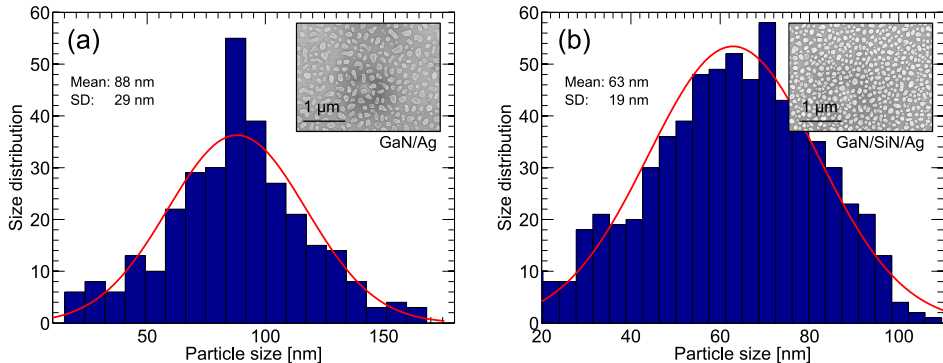 (a)
Mean: 88 nm
SD: 29 nm
1 µm
GaN/Ag
Size distribution
60
50
40
30
20
10
0
50
100
150
Particle size [nm]
(b)
Mean: 63 nm
SD: 19 nm
1 µm
GaN/SiN/Ag
Size distribution
60
50
40
30
20
10
0
20
40
60
80
100
Particle size [nm]